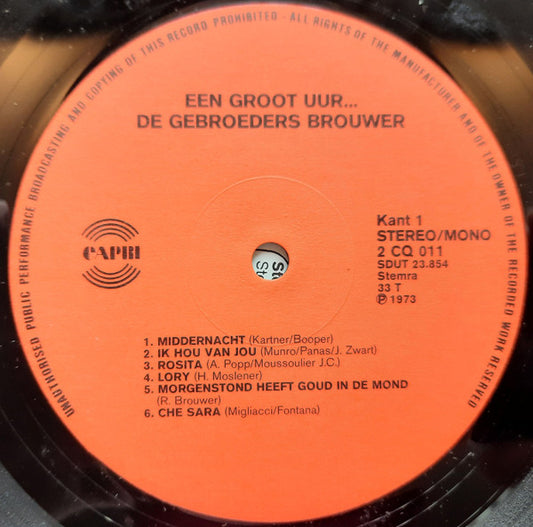 UNAUTHORISED PUBLIC PERFORMANCE BROADCASTING AND COPYING OF THIS RECORD PROHIBITED · ALL RIGHTS OF THE MANUFACTURER AND OF THE OWNER OF THE RECORDED WORK RESERVED
EEN GROOT UUR...
DE GEBROEDERS BROUWER
CAPRI
Kant 1
STEREO/MONO
2 CQ 011
SDUT 23.854
Stemra
33 T
Ⓟ 1973
St
Ste
1. MIDDERNACHT (Kartner/Booper)
2. IK HOU VAN JOU (Munro/Panas/J. Zwart)
3. ROSITA (A. Popp/Moussoulier J.C.)
4. LORY (H. Moslener)
5. MORGENSTOND HEEFT GOUD IN DE MOND
(R. Brouwer)
6. CHE SARA (Migliacci/Fontana)